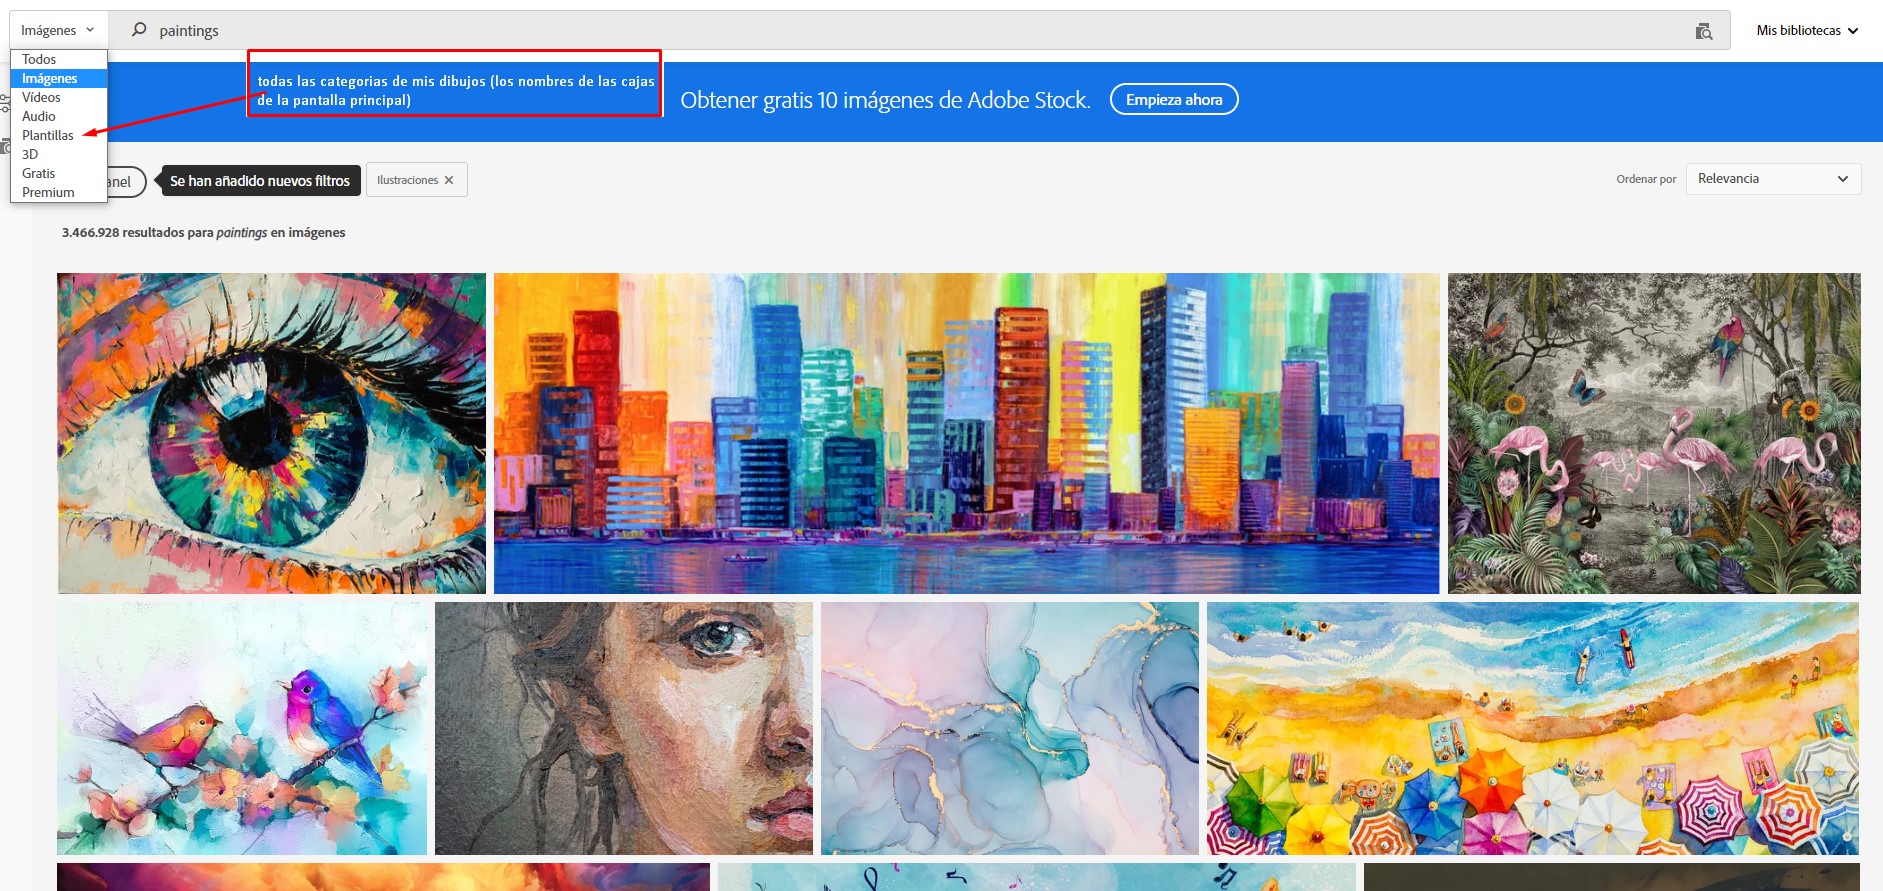 Imágenes
paintings
Mis bibliotecas
Todos
Imágenes
Vídeos
Audio
Plantillas
3D
Gratis
Premium
todas las categorias de mis dibujos (los nombres de las cajas
de la pantalla principal)
Obtener gratis 10 imágenes de Adobe Stock.
Empieza ahora
anel
Se han añadido nuevos filtros
Ilustraciones
Ordenar por
Relevancia
3.466.928 resultados para paintings en imágenes